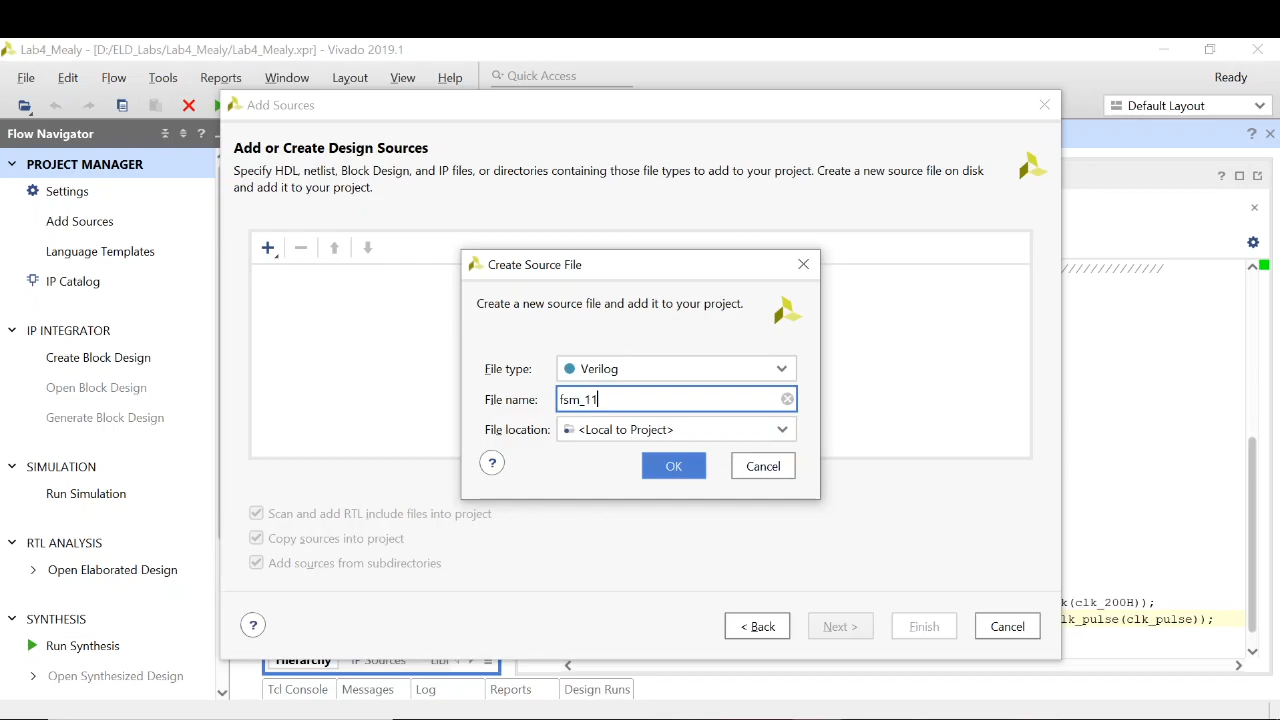 Lab4_Mealy - [D:/ELD_Labs/Lab4_Mealy/Lab4_Mealy.xpr] - Vivado 2019.1
File Edit Flow Tools Reports Window Layout View Help Quick Access Ready
Default Layout
Flow Navigator
PROJECT MANAGER
Settings
Add Sources
Language Templates
IP Catalog
IP INTEGRATOR
Create Block Design
Open Block Design
Generate Block Design
SIMULATION
Run Simulation
RTL ANALYSIS
Open Elaborated Design
SYNTHESIS
Run Synthesis
Open Synthesized Design
Add Sources
Add or Create Design Sources
Specify HDL, netlist, Block Design, and IP files, or directories containing those file types to add to your project. Create a new source file on disk
and add it to your project.
Create Source File
Create a new source file and add it to your project.
File type: Verilog
File name: fsm_11
File location: <Local to Project>
?
OK Cancel
Scan and add RTL include files into project
Copy sources into project
Add sources from subdirectories
? < Back Next > Finish Cancel
//////////////
k(clk_200H));
lk_pulse(clk_pulse));
Hierarchy IP Sources
Tcl Console Messages Log Reports Design Runs